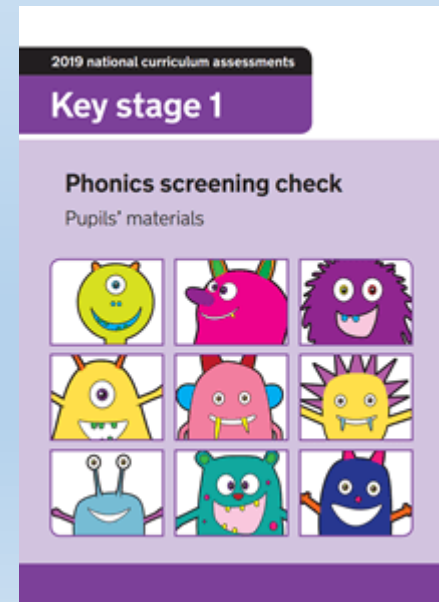 2019 national curriculum assessments
Key stage 1
Phonics screening check
Pupils' materials